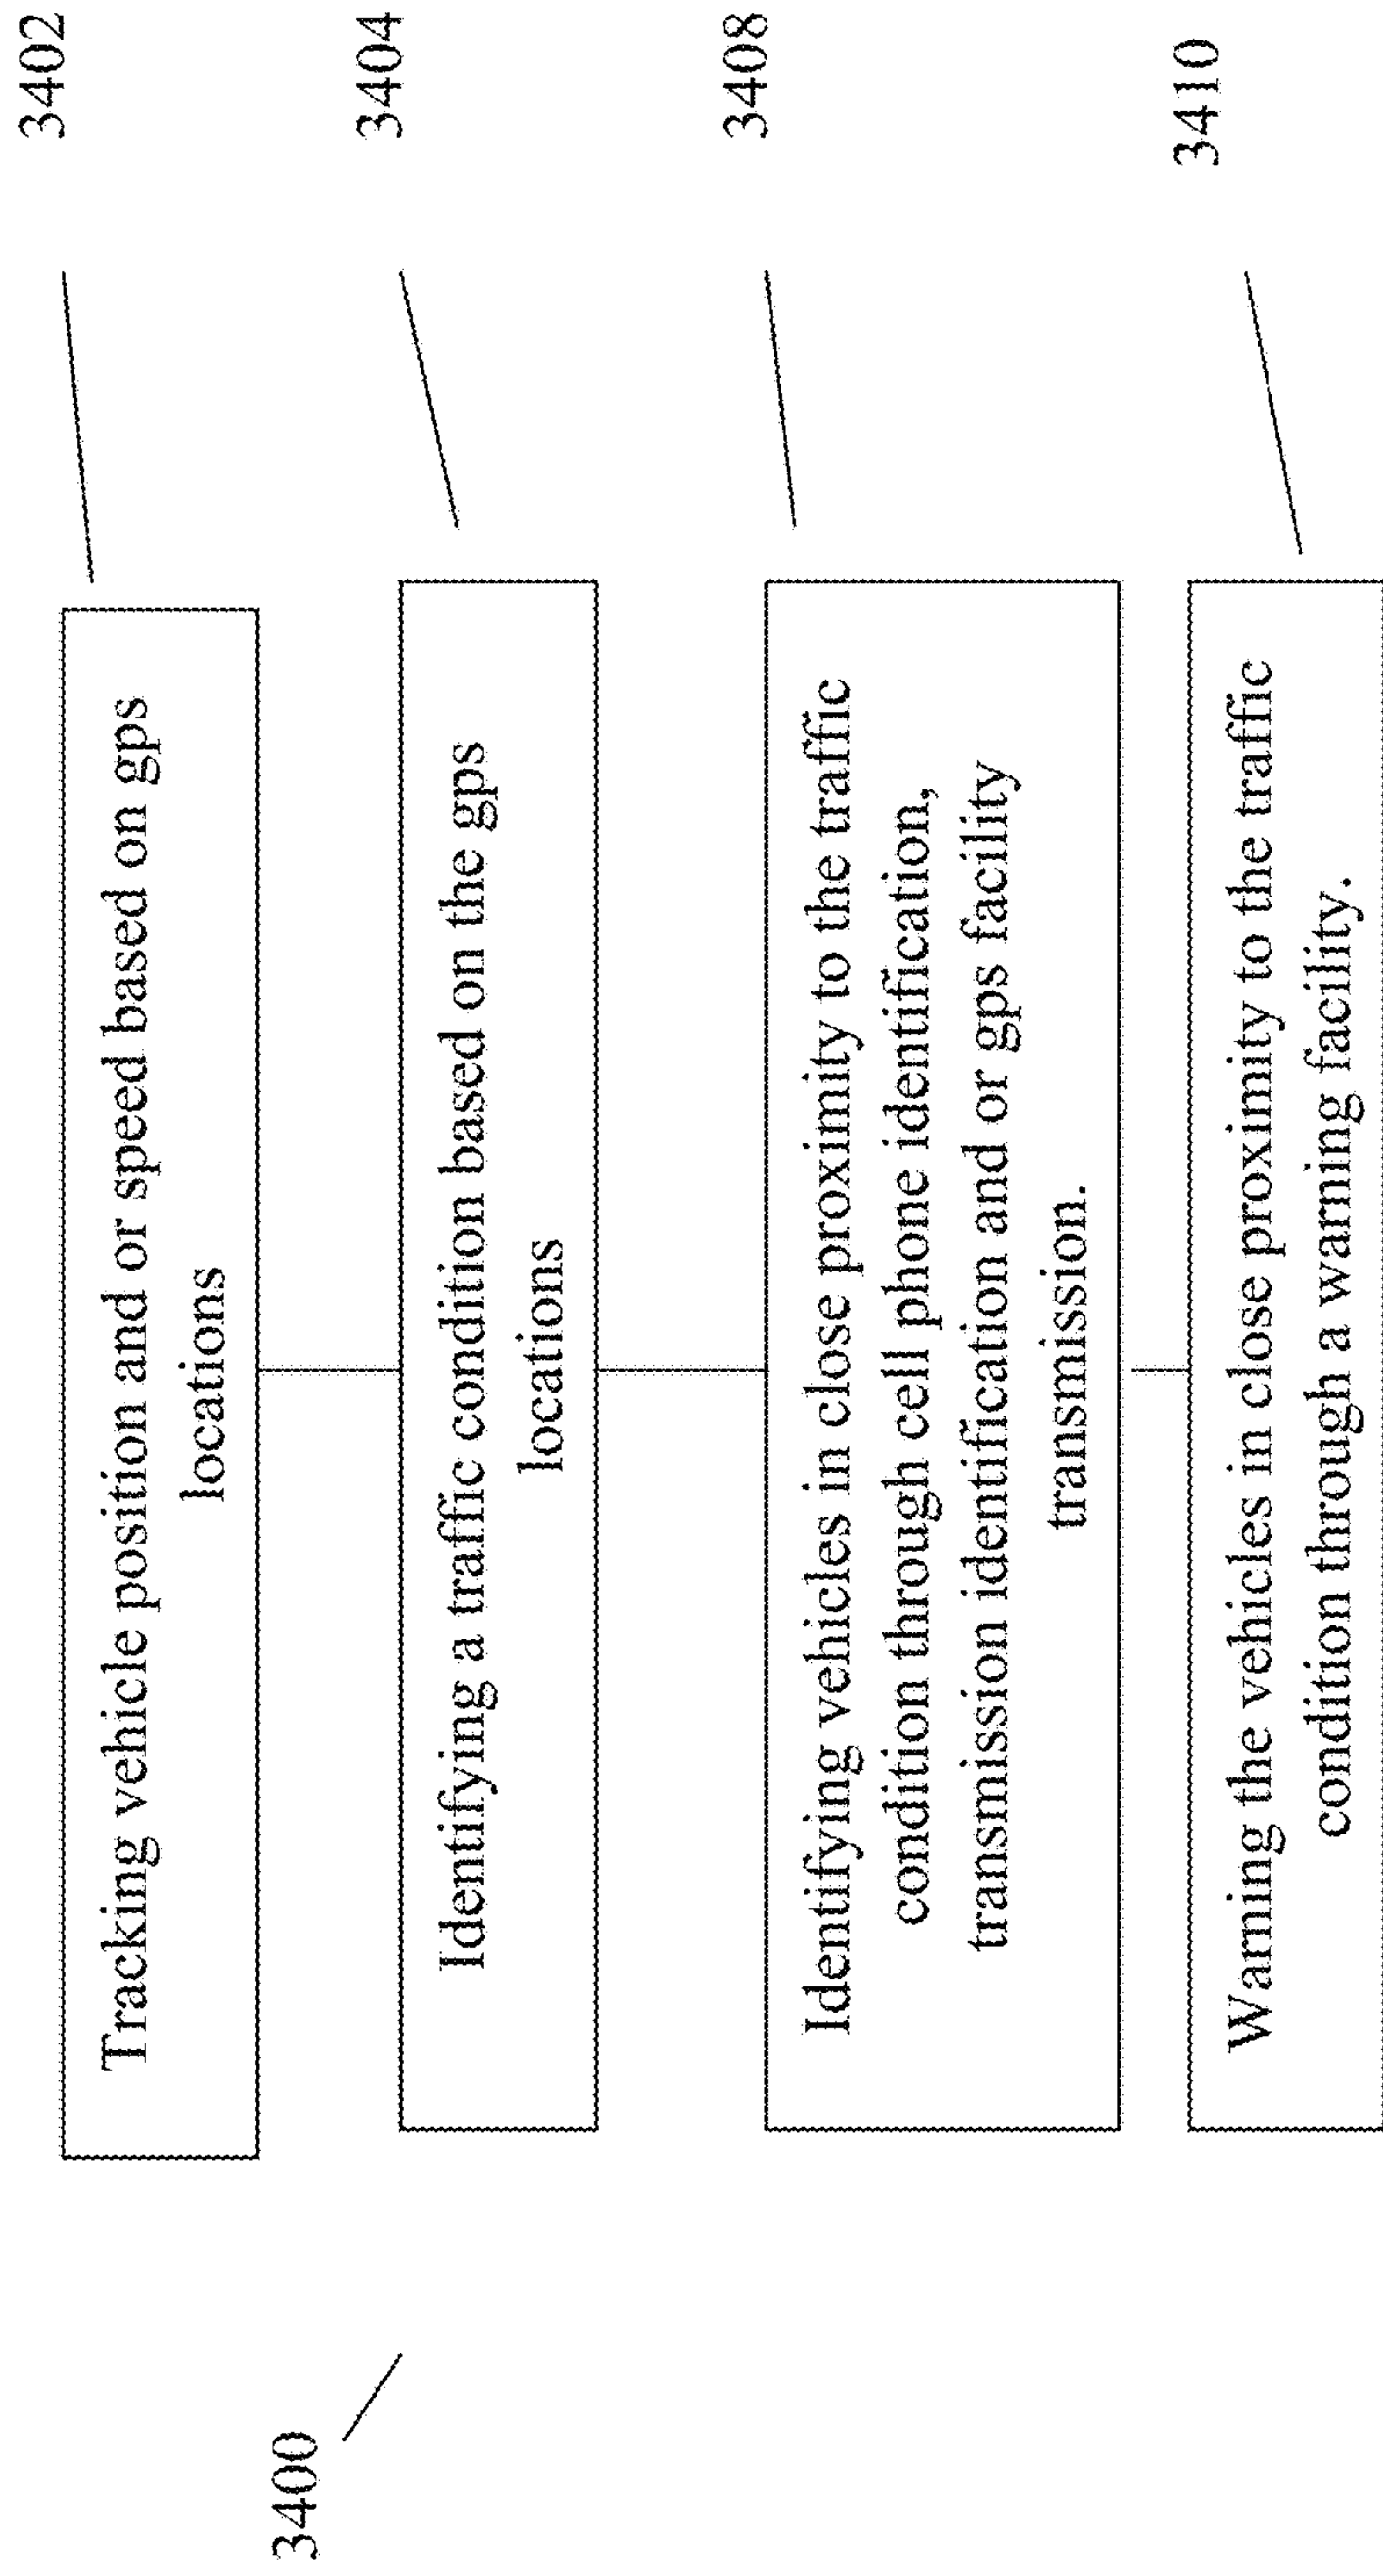 3400
Tracking vehicle position and or speed based on gps
locations
3402
Identifying a traffic condition based on the gps
locations
3404
Identifying vehicles in close proximity to the traffic
condition through cell phone identification,
transmission identification and or gps facility
transmission.
3408
Warning the vehicles in close proximity to the traffic
condition through a warning facility.
3410